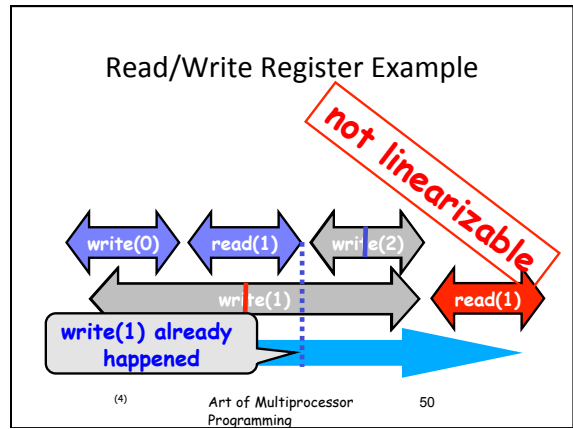 Read/Write Register Example
not linearizable
write(0) read(1) write(2)
write(1) read(1)
write(1) already
happened
(4) Art of Multiprocessor 50
Programming